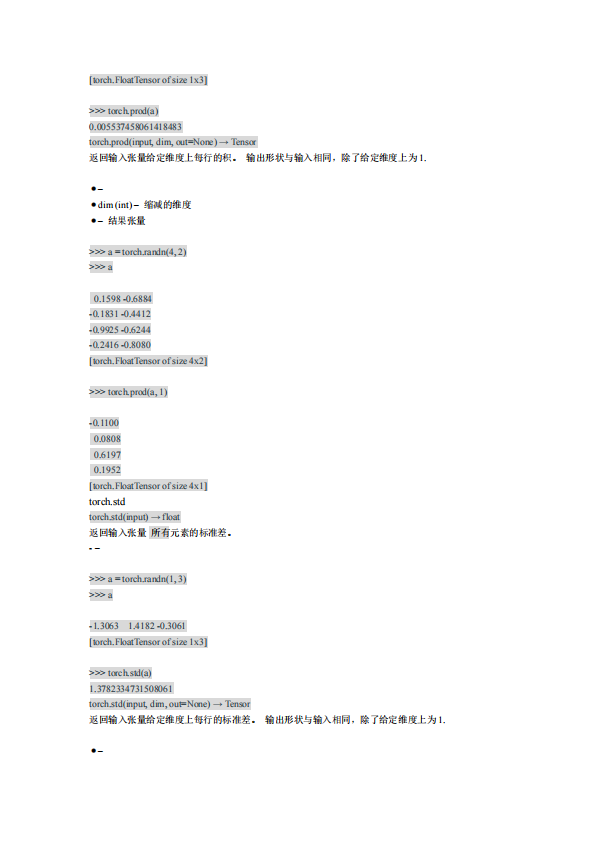 [torch.FloatTensor of size 1x3]
>>> torch.prod(a)
0.005537458061418483
torch.prod(input, dim, out=None) → Tensor
返回输入张量给定维度上每行的积。 输出形状与输入相同，除了给定维度上为 1.
● –
● dim (int) – 缩减的维度
● – 结果张量
>>> a = torch.randn(4, 2)
>>> a
0.1598 -0.6884
-0.1831 -0.4412
-0.9925 -0.6244
-0.2416 -0.8080
[torch.FloatTensor of size 4x2]
>>> torch.prod(a, 1)
-0.1100
0.0808
0.6197
0.1952
[torch.FloatTensor of size 4x1]
torch.std
torch.std(input) → float
返回输入张量 所有元素的标准差。
- –
>>> a = torch.randn(1, 3)
>>> a
-1.3063 1.4182 -0.3061
[torch.FloatTensor of size 1x3]
>>> torch.std(a)
1.3782334731508061
torch.std(input, dim, out=None) → Tensor
返回输入张量给定维度上每行的标准差。 输出形状与输入相同，除了给定维度上为 1.
● –